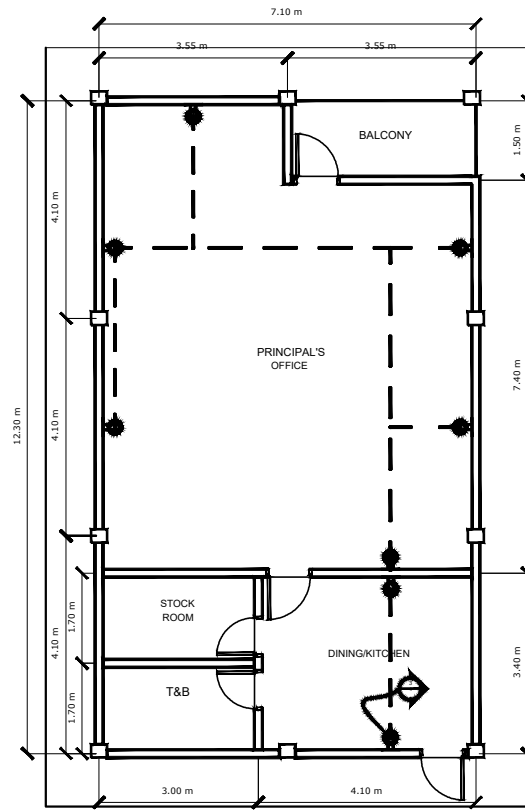 7.10 m
3.55 m
3.55 m
BALCONY
1.50 m
4.10 m
PRINCIPAL'S
OFFICE
7.40 m
12.30 m
4.10 m
STOCK
ROOM
1.70 m
4.10 m
DINING/KITCHEN
3.40 m
T&B
1.70 m
3.00 m
4.10 m